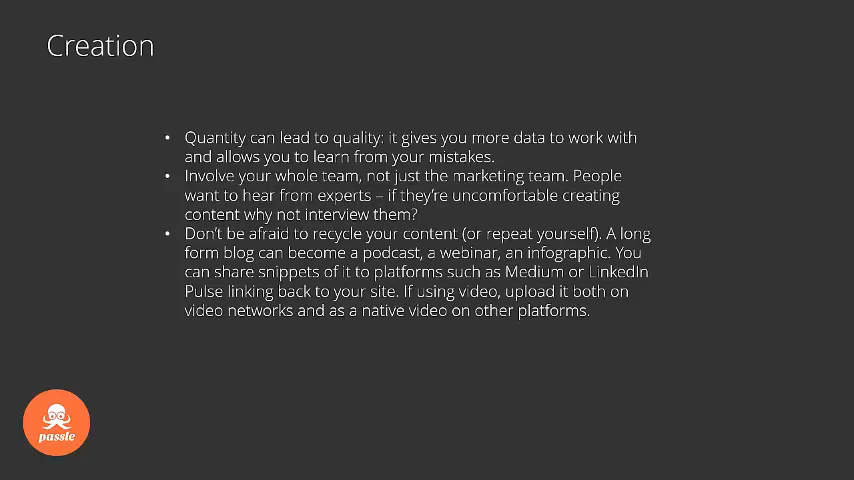 Creation
• Quantity can lead to quality: it gives you more data to work with
and allows you to learn from your mistakes.
• Involve your whole team, not just the marketing team. People
want to hear from experts – if they’re uncomfortable creating
content why not interview them?
• Don’t be afraid to recycle your content (or repeat yourself). A long
form blog can become a podcast, a webinar, an infographic. You
can share snippets of it to platforms such as Medium or LinkedIn
Pulse linking back to your site. If using video, upload it both on
video networks and as a native video on other platforms.
passle